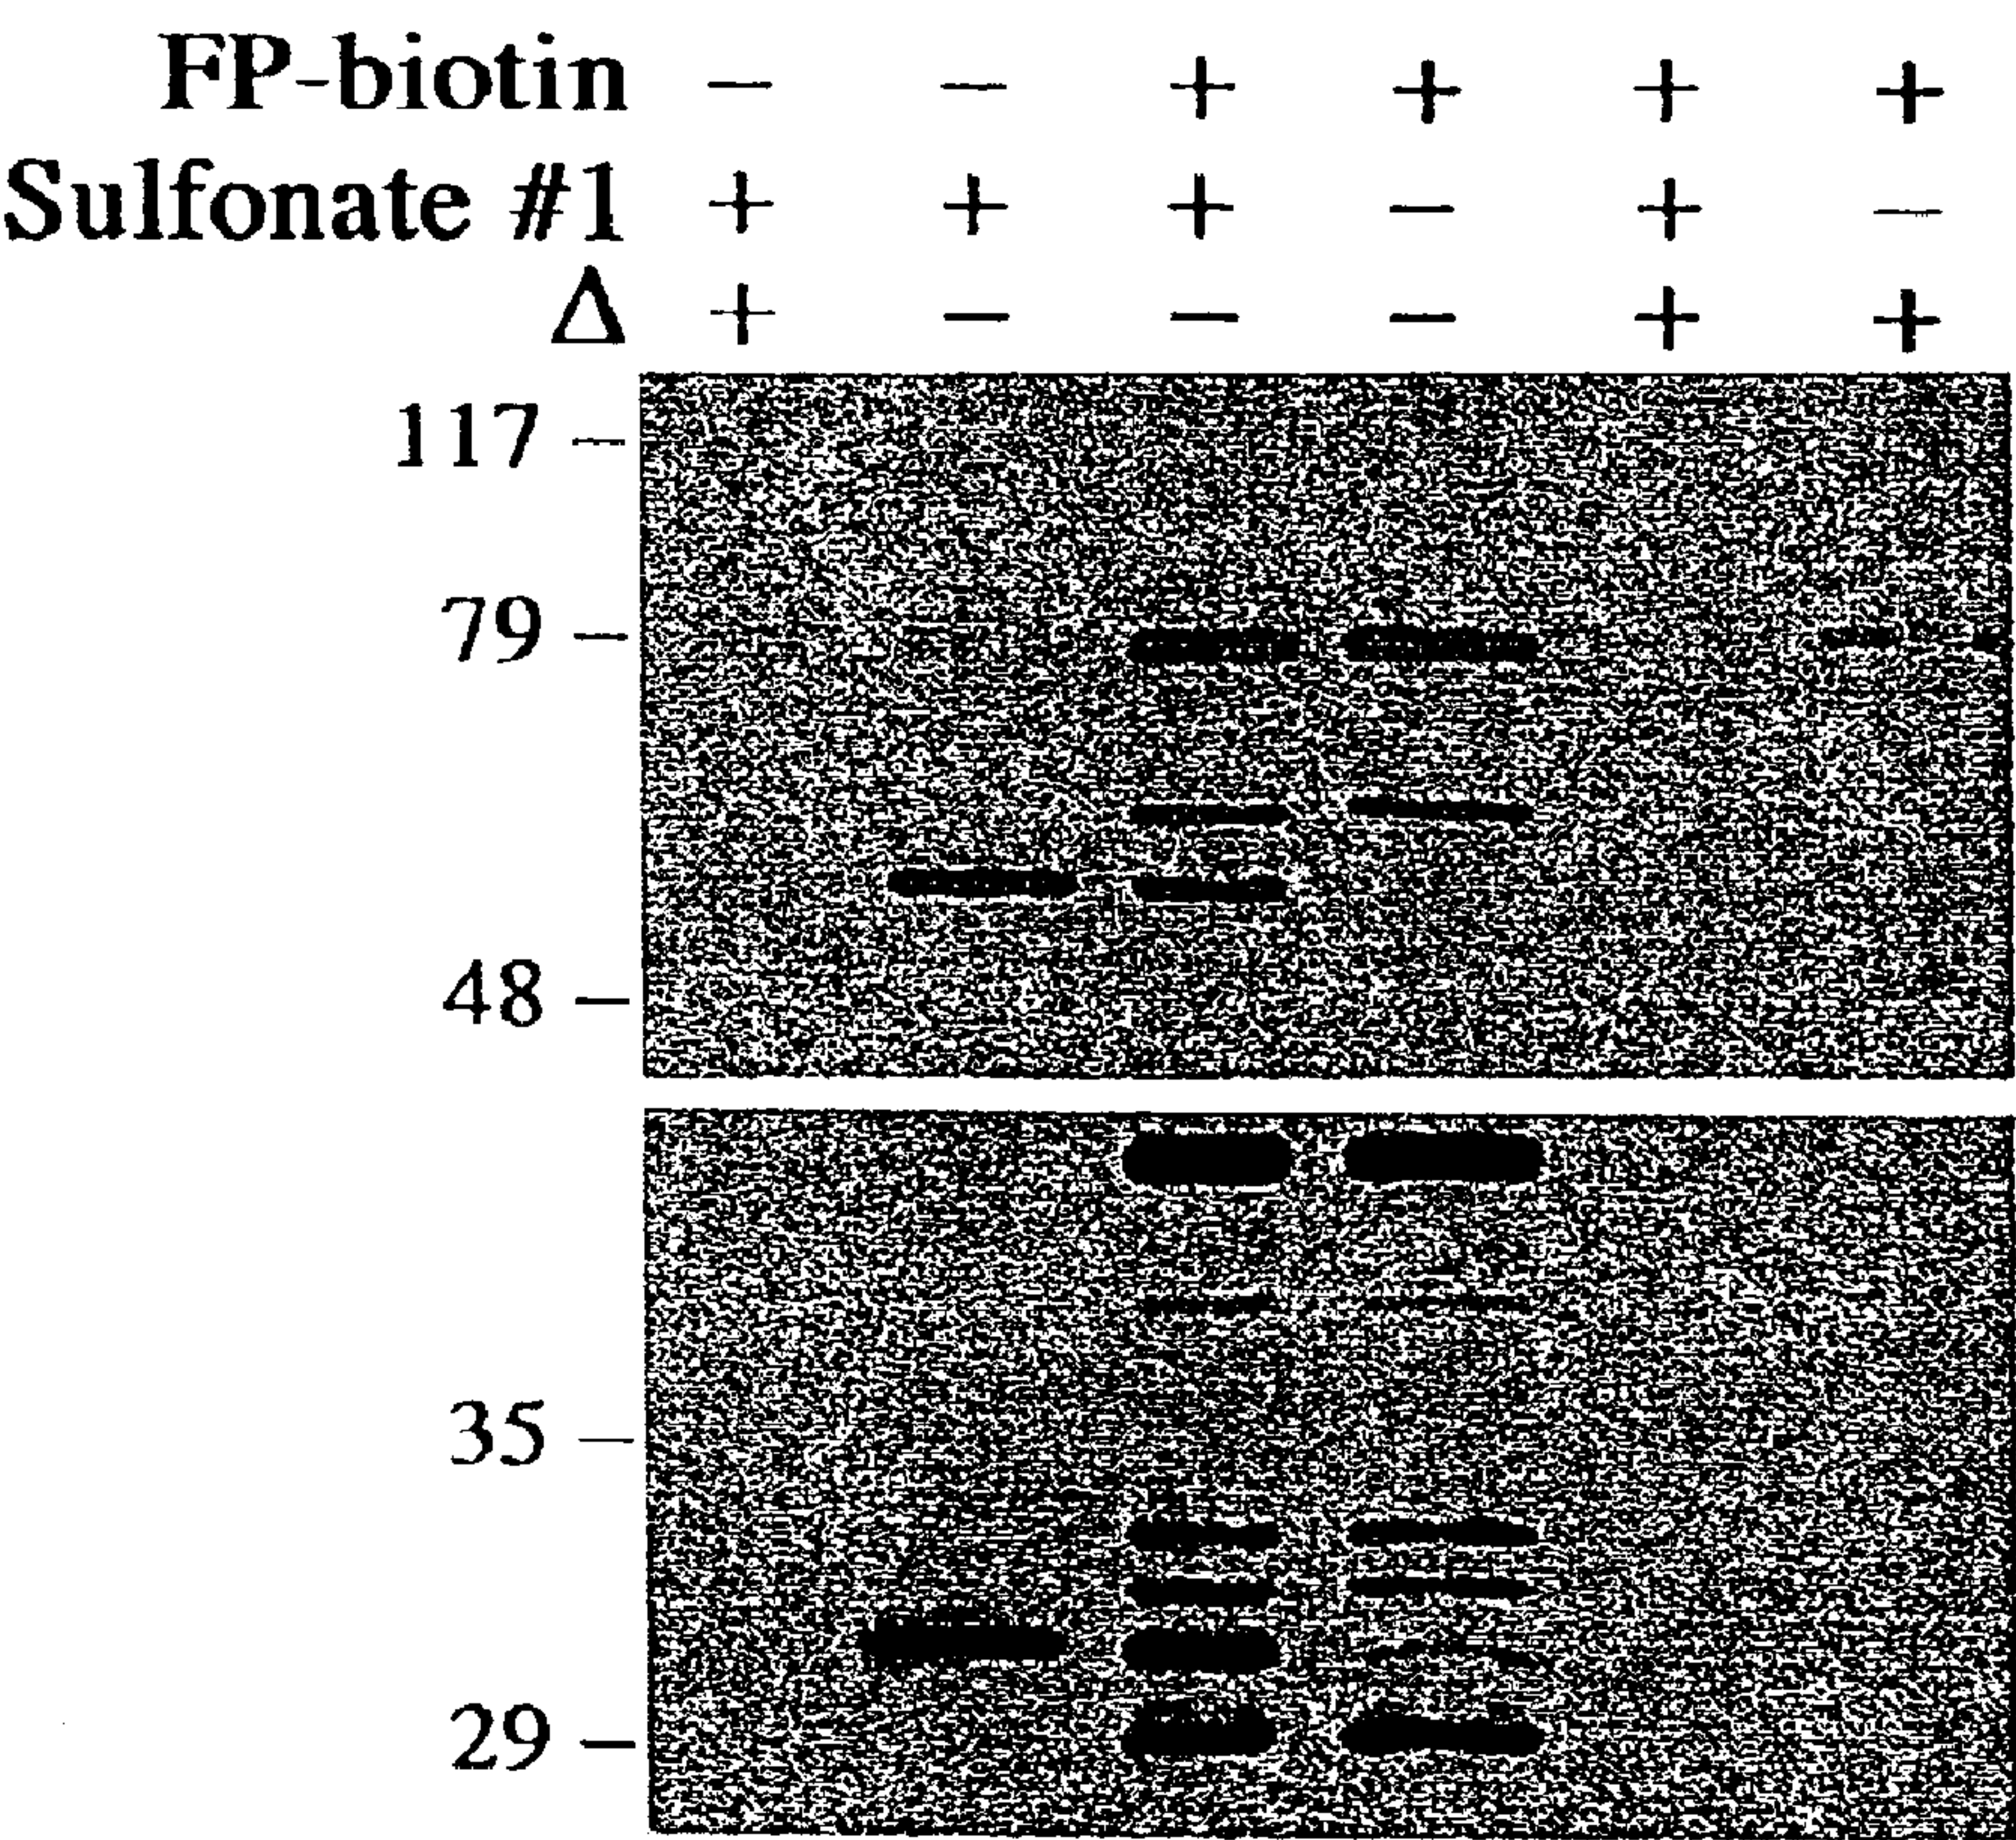 FP-biotin – – + + + +
Sulfonate #1 + + + – + –
Δ + – – – + +
117 –
79 –
48 –
35 –
29 –